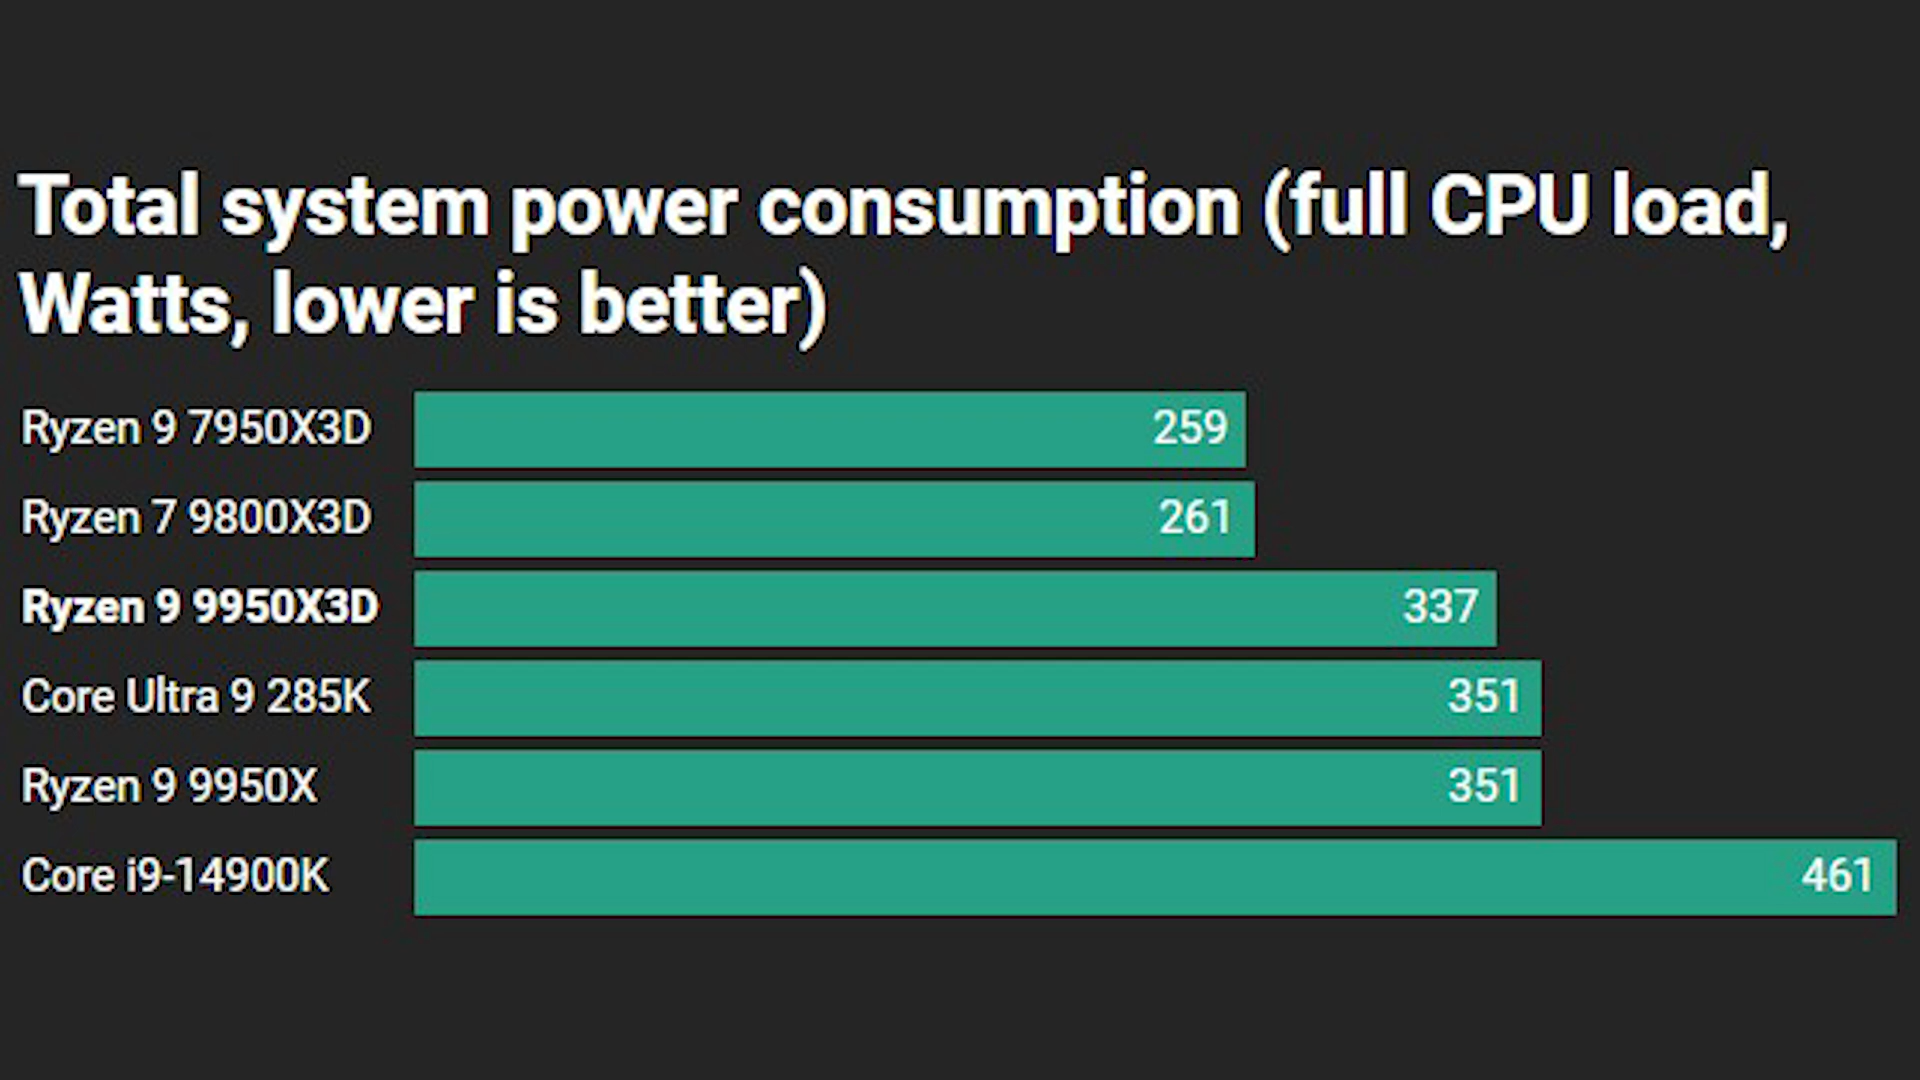 Total system power consumption (full CPU load,
Watts, lower is better)
Ryzen 9 7950X3D 259
Ryzen 7 9800X3D 261
Ryzen 9 9950X3D 337
Core Ultra 9 285K 351
Ryzen 9 9950X 351
Core i9-14900K 461